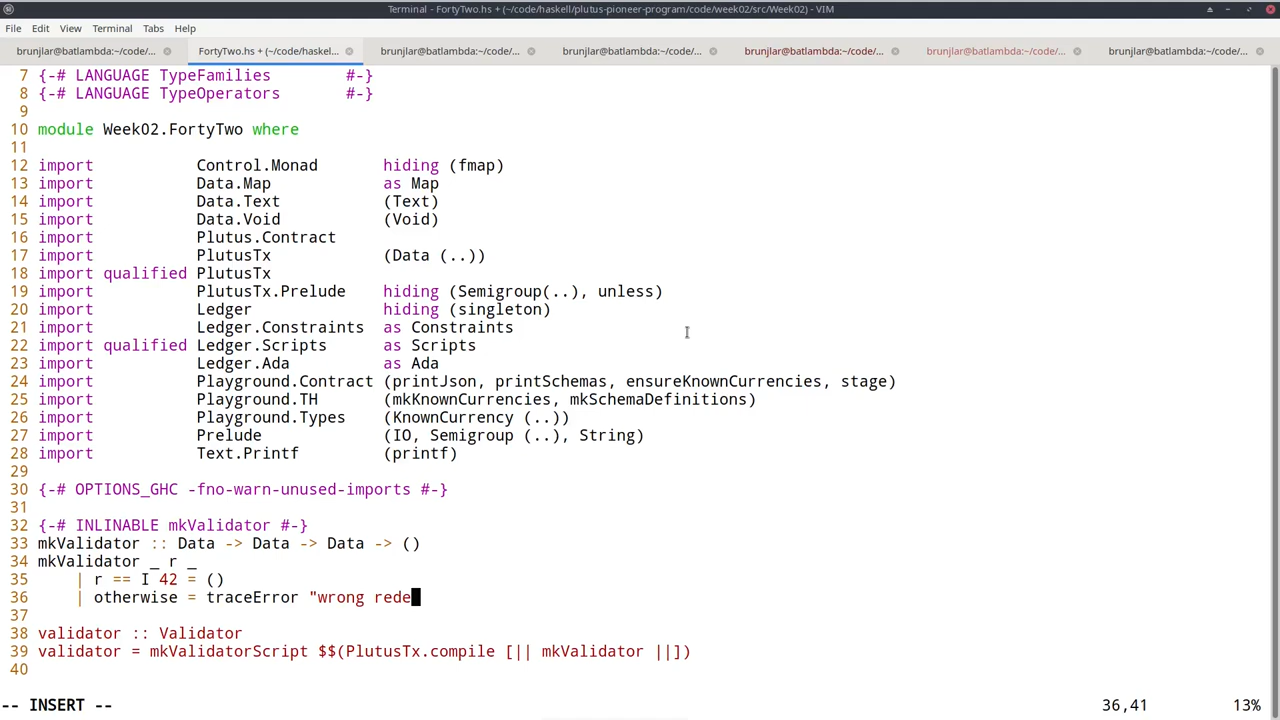 Terminal - FortyTwo.hs + (~/code/haskell/plutus-pioneer-program/code/week02/src/Week02) - VIM
File Edit View Terminal Tabs Help
brunjlar@batlambda:~/code/... FortyTwo.hs + (~/code/haskel... brunjlar@batlambda:~/code/... brunjlar@batlambda:~/code/... brunjlar@batlambda:~/code/... brunjlar@batlambda:~/code/... brunjlar@batlambda:~/code/...
7 {-# LANGUAGE TypeFamilies #-}
8 {-# LANGUAGE TypeOperators #-}
9
10 module Week02.FortyTwo where
11
12 import Control.Monad hiding (fmap)
13 import Data.Map as Map
14 import Data.Text (Text)
15 import Data.Void (Void)
16 import Plutus.Contract
17 import PlutusTx (Data (..))
18 import qualified PlutusTx
19 import PlutusTx.Prelude hiding (Semigroup(..), unless)
20 import Ledger hiding (singleton)
21 import Ledger.Constraints as Constraints
22 import qualified Ledger.Scripts as Scripts
23 import Ledger.Ada as Ada
24 import Playground.Contract (printJson, printSchemas, ensureKnownCurrencies, stage)
25 import Playground.TH (mkKnownCurrencies, mkSchemaDefinitions)
26 import Playground.Types (KnownCurrency (..))
27 import Prelude (IO, Semigroup (..), String)
28 import Text.Printf (printf)
29
30 {-# OPTIONS_GHC -fno-warn-unused-imports #-}
31
32 {-# INLINABLE mkValidator #-}
33 mkValidator :: Data -> Data -> Data -> ()
34 mkValidator _ r _
35 | r == I 42 = ()
36 | otherwise = traceError "wrong rede
37
38 validator :: Validator
39 validator = mkValidatorScript $$(PlutusTx.compile [|| mkValidator ||])
40
-- INSERT -- 36,41 13%